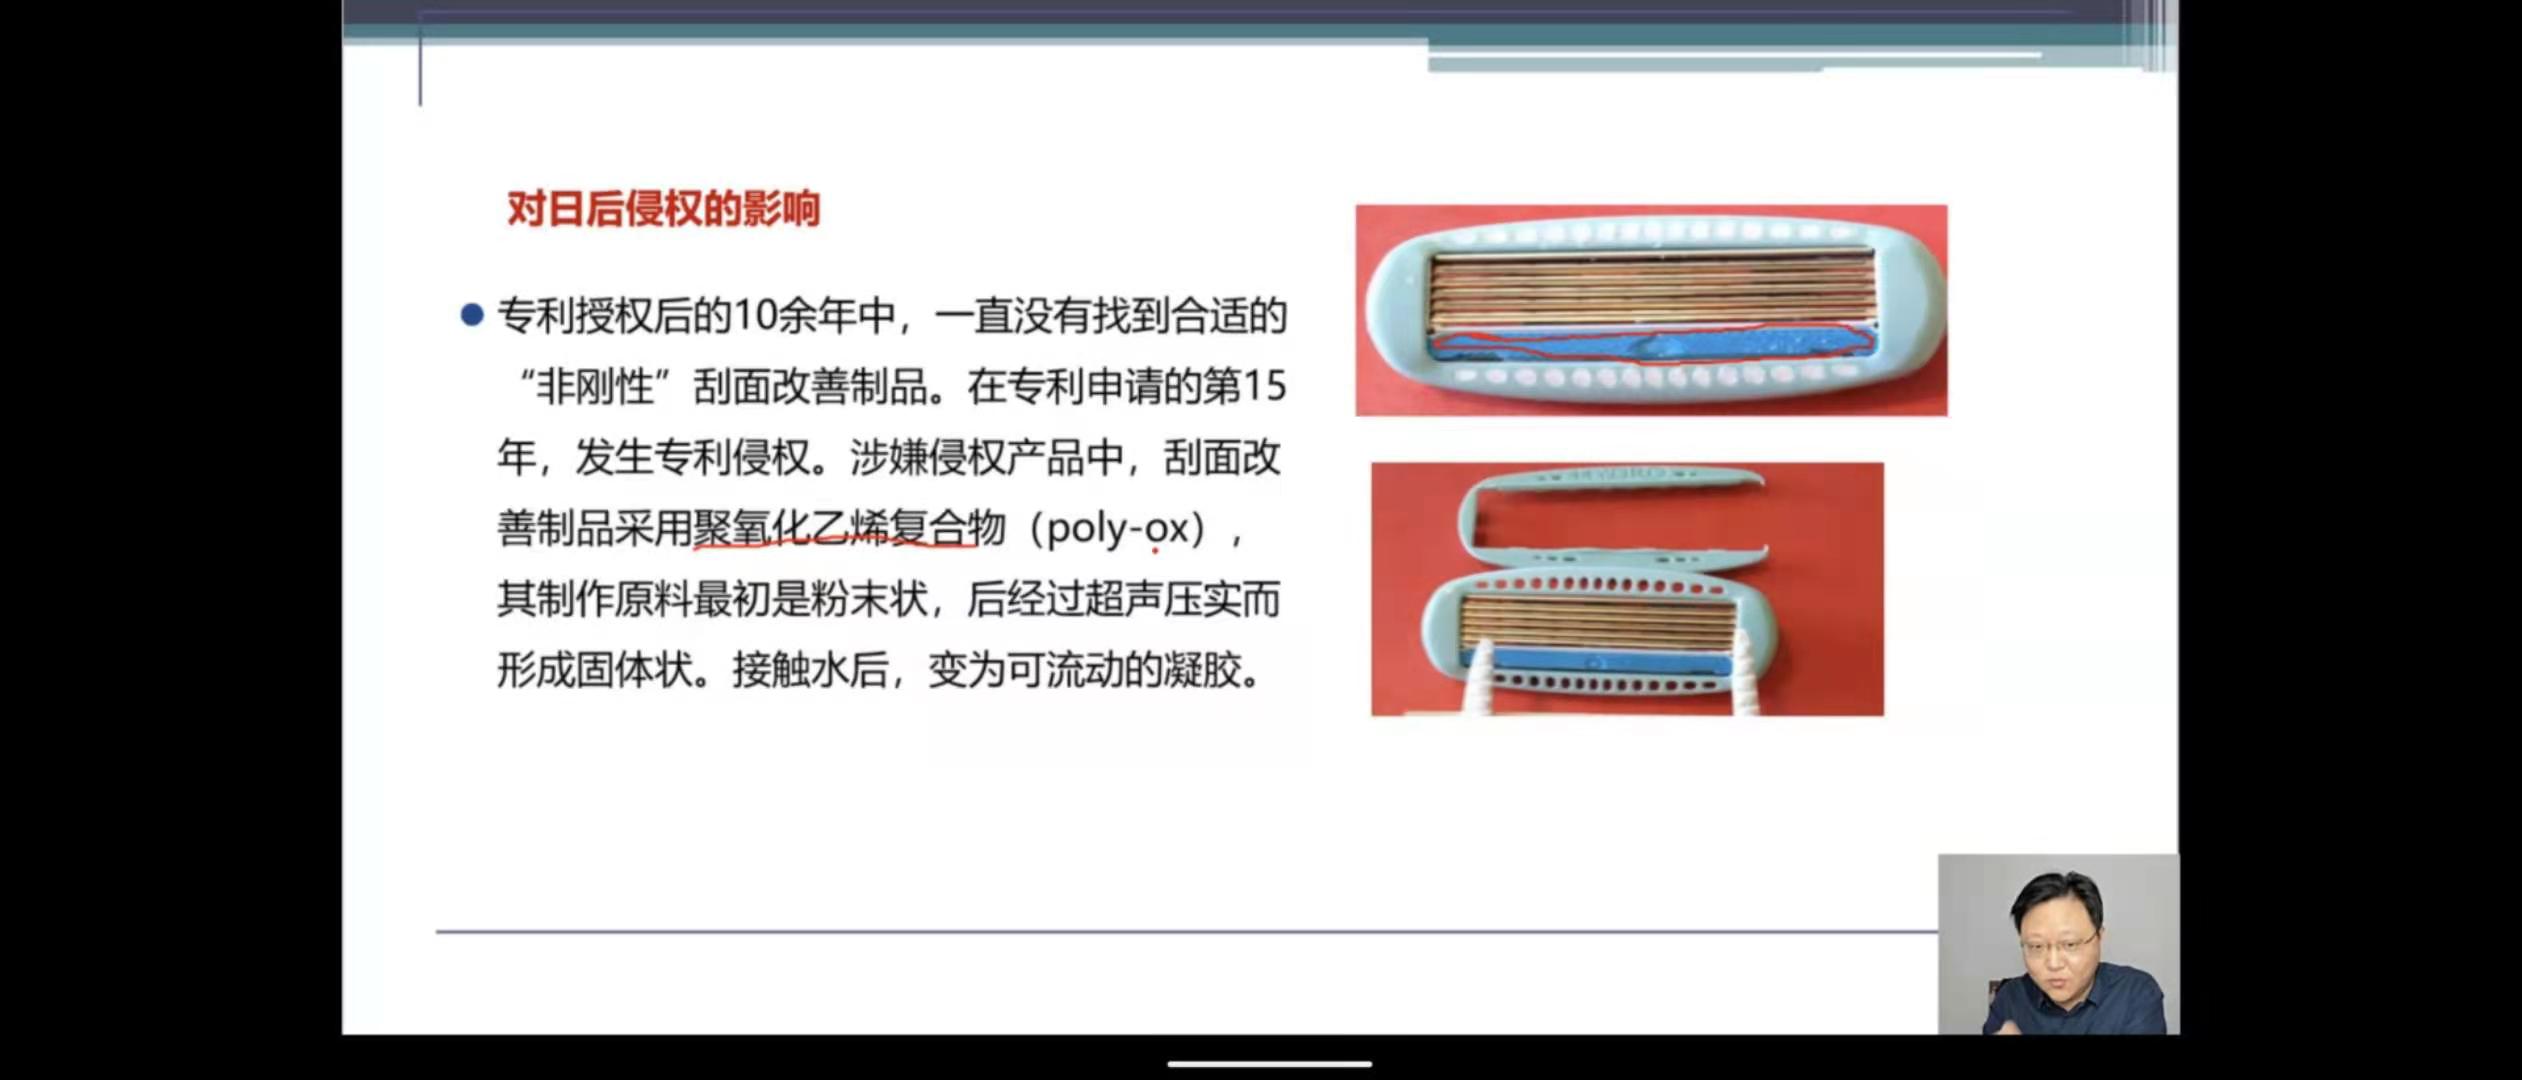 对日后侵权的影响
专利授权后的10余年中，一直没有找到合适的
“非刚性”刮面改善制品。在专利申请的第15
年，发生专利侵权。涉嫌侵权产品中，刮面改
善制品采用聚氧化乙烯复合物（poly-ox），
其制作原料最初是粉末状，后经过超声压实而
形成固体状。接触水后，变为可流动的凝胶。